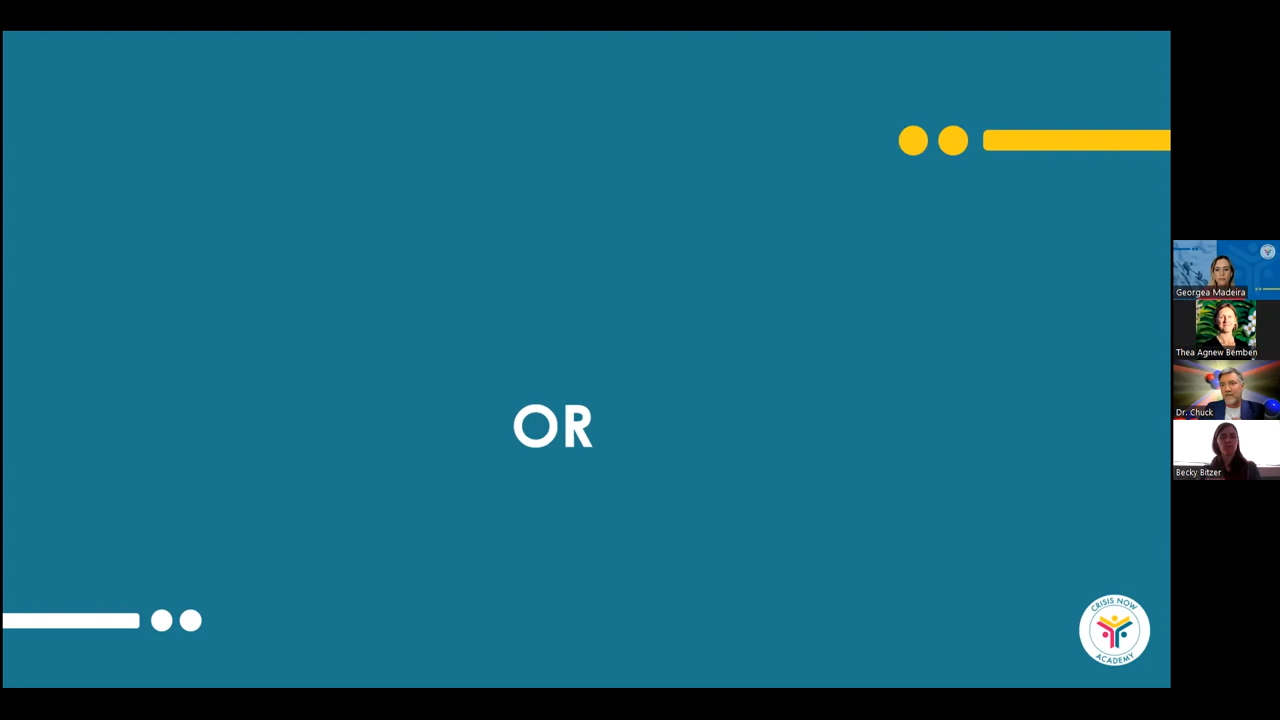 OR
CRISIS NOW
ACADEMY
Georgea Madeira
Thea Agnew Bemben
Dr. Chuck
Becky Bitzer